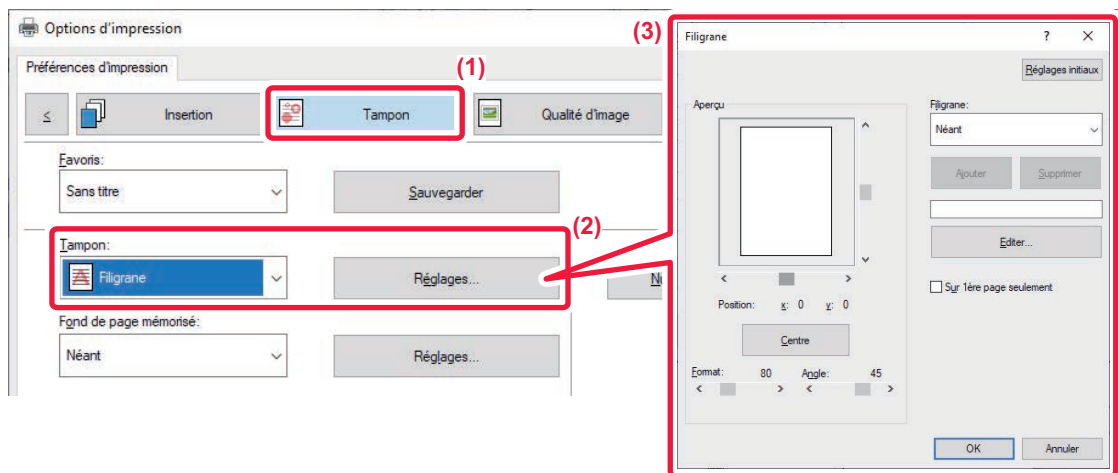 Options d'impression
Préférences d'impression
(1)
≤
Insertion
Tampon
Qualité d'image
Favoris:
Sans titre
Sauvegarder
(2)
Tampon:
Filigrane
Réglages...
Fond de page mémorisé:
Néant
Réglages...
(3)
Filigrane
? X
Réglages initiaux
Aperçu
Filigrane:
Néant
Ajouter
Supprimer
Editer...
Sur 1ère page seulement
Position: x: 0 y: 0
Centre
Format: 80 Angle: 45
OK
Annuler